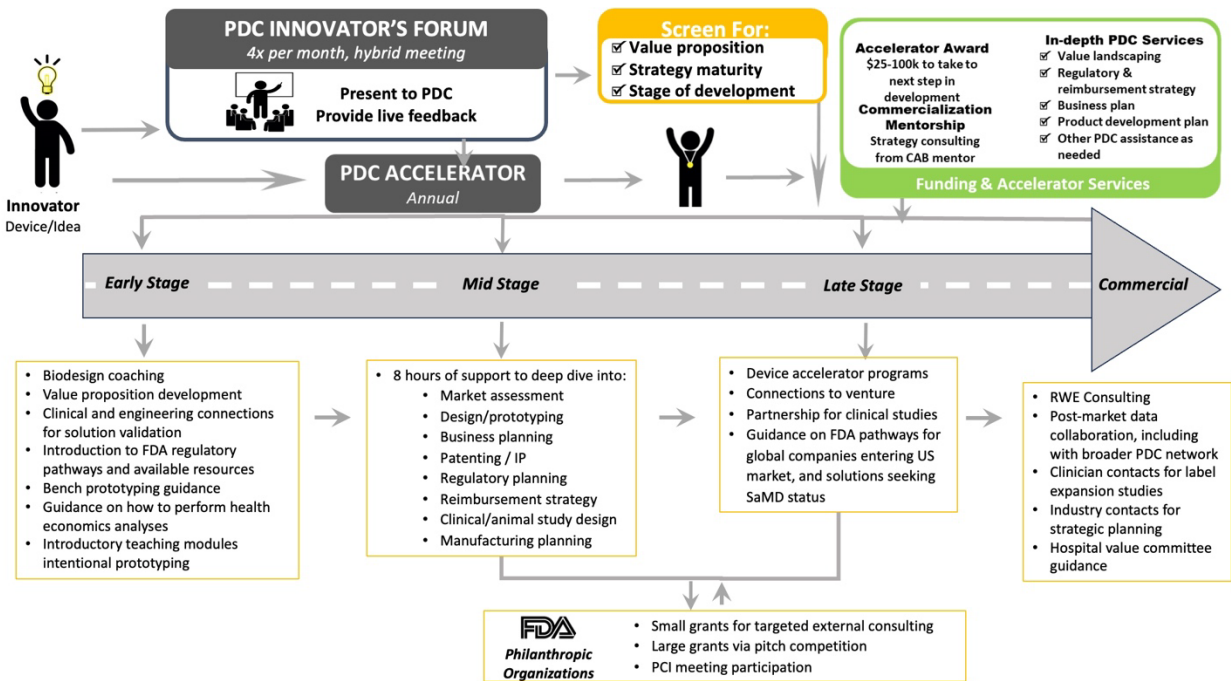 PDC INNOVATOR'S FORUM
4x per month, hybrid meeting
Present to PDC
Provide live feedback
Screen For:
Value proposition
Strategy maturity
Stage of development
Accelerator Award
$25-100k to take to
next step in
development
Commercialization
Mentorship
Strategy consulting
from CAB mentor
In-depth PDC Services
Value landscaping
Regulatory &
reimbursement strategy
Business plan
Product development plan
Other PDC assistance as
needed
Funding & Accelerator Services
PDC ACCELERATOR
Annual
Innovator
Device/Idea
Early Stage
Mid Stage
Late Stage
Commercial
• Biodesign coaching
• Value proposition development
• Clinical and engineering connections
for solution validation
• Introduction to FDA regulatory
pathways and available resources
• Bench prototyping guidance
• Guidance on how to perform health
economics analyses
• Introductory teaching modules
intentional prototyping
• 8 hours of support to deep dive into:
• Market assessment
• Design/prototyping
• Business planning
• Patenting / IP
• Regulatory planning
• Reimbursement strategy
• Clinical/animal study design
• Manufacturing planning
• Device accelerator programs
• Connections to venture
• Partnership for clinical studies
• Guidance on FDA pathways for
global companies entering US
market, and solutions seeking
SaMD status
• RWE Consulting
• Post-market data
collaboration, including
with broader PDC network
• Clinician contacts for label
expansion studies
• Industry contacts for
strategic planning
• Hospital value committee
guidance
FDA
Philanthropic
Organizations
• Small grants for targeted external consulting
• Large grants via pitch competition
• PCI meeting participation